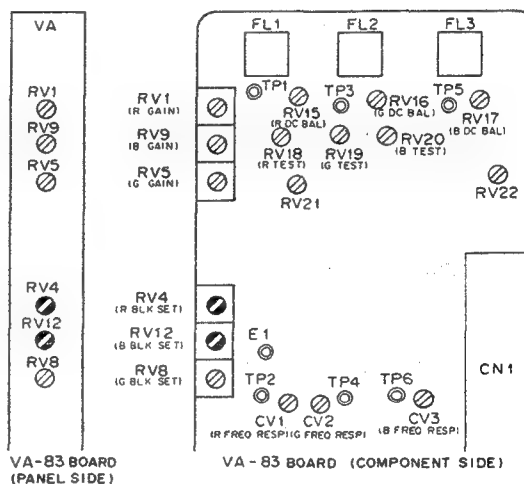 VA
RV1
RV9
RV5
RV4
RV12
RV8
VA-83 BOARD
(PANEL SIDE)
FL1 FL2 FL3
TP1 TP3 TP5
RV1
(R GAIN)
RV9
(B GAIN)
RV5
(G GAIN)
RV15
(R DC BAL)
RV16
(G DC BAL)
RV17
(B DC BAL)
RV18
(R TEST)
RV19
(G TEST)
RV20
(B TEST)
RV21
RV22
RV4
(R BLK SET)
RV12
(B BLK SET)
RV8
(G BLK SET)
E1
TP2 TP4 TP6
CV1
(R FREQ RESP)
CV2
(G FREQ RESP)
CV3
(B FREQ RESP)
CN1
VA-83 BOARD (COMPONENT SIDE)